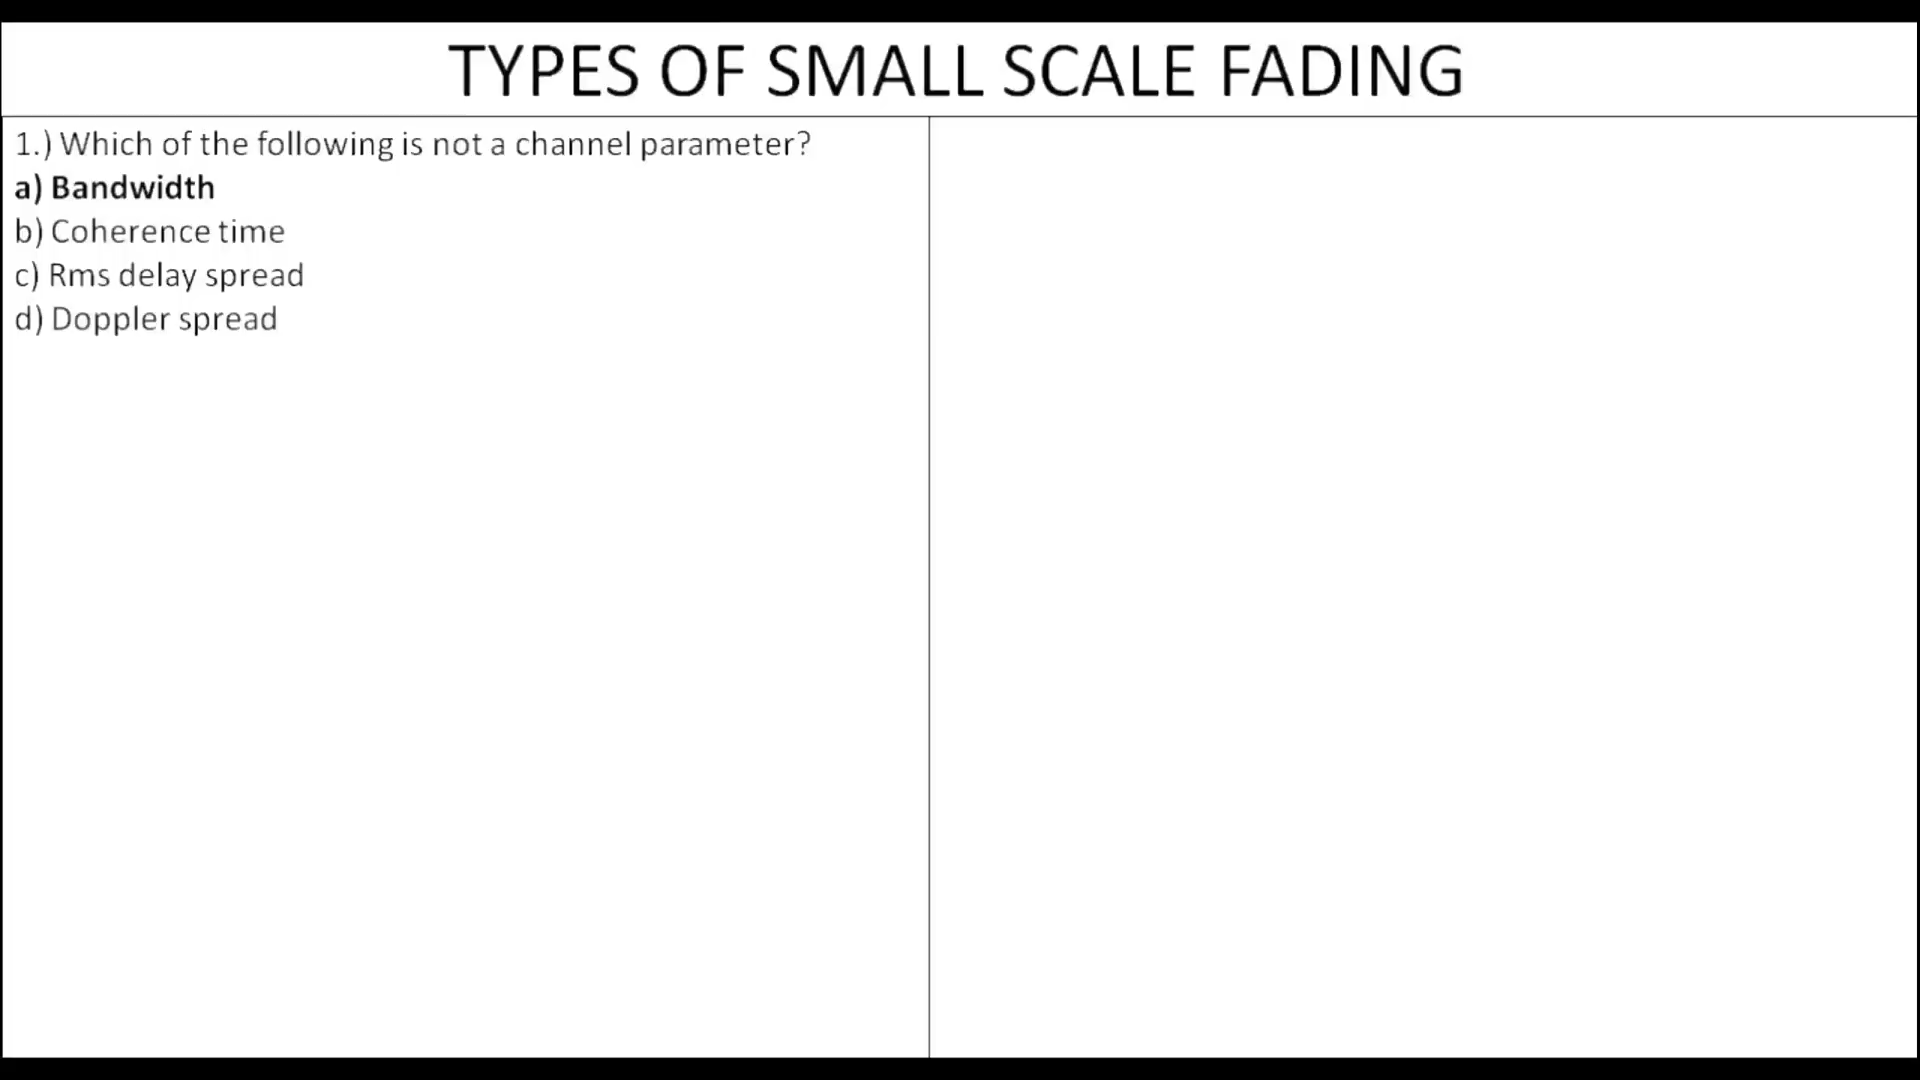 TYPES OF SMALL SCALE FADING
1.) Which of the following is not a channel parameter?
a) Bandwidth
b) Coherence time
c) Rms delay spread
d) Doppler spread